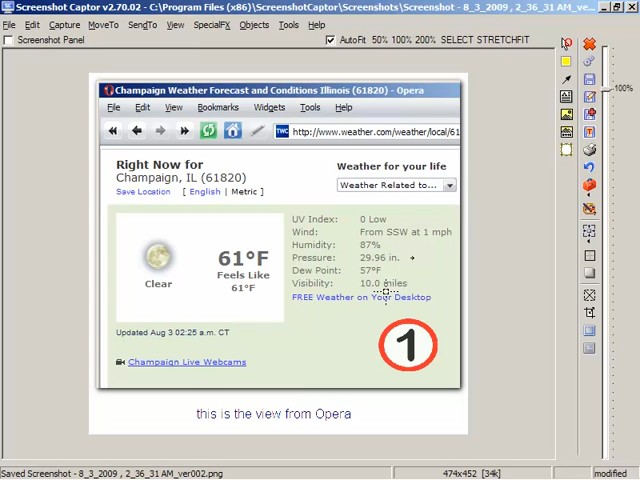 Screenshot Captor v2.70.02 - C:\Program Files (x86)\ScreenshotCaptor\Screenshots\Screenshot - 8_3_2009 , 2_36_31 AM_ve...
File Edit Capture MoveTo SendTo View SpecialFX Objects Tools Help
Screenshot Panel AutoFit 50% 100% 200% SELECT STRETCHFIT
100%
Champaign Weather Forecast and Conditions Illinois (61820) - Opera
File Edit View Bookmarks Widgets Tools Help
TWC http://www.weather.com/weather/local/61
Right Now for
Champaign, IL (61820)
Save Location [ English | Metric ]
Weather for your life
Weather Related to...
61°F
Feels Like
61°F
Clear
UV Index: 0 Low
Wind: From SSW at 1 mph
Humidity: 87%
Pressure: 29.96 in.
Dew Point: 57°F
Visibility: 10.0 miles
FREE Weather on Your Desktop
Updated Aug 3 02:25 a.m. CT
1
Champaign Live Webcams
this is the view from Opera
Saved Screenshot - 8_3_2009 , 2_36_31 AM_ver002.png 474x452 [34k] modified